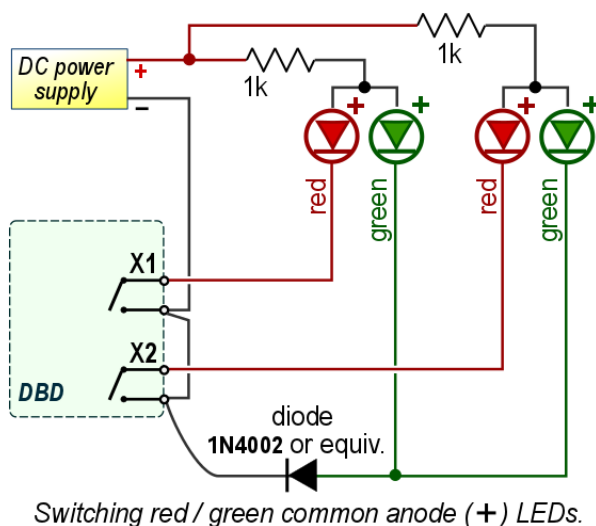 DC power
supply
+
−
1k
1k
+
+
+
+
red
green
red
green
X1
X2
DBD
diode
1N4002 or equiv.
Switching red / green common anode (+) LEDs.